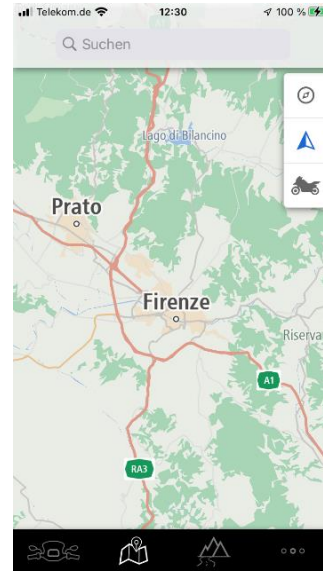 Telekom.de 12:30 100 %
Suchen
Lago di Bilancino
Prato
Firenze
Riserva
A1
RA3